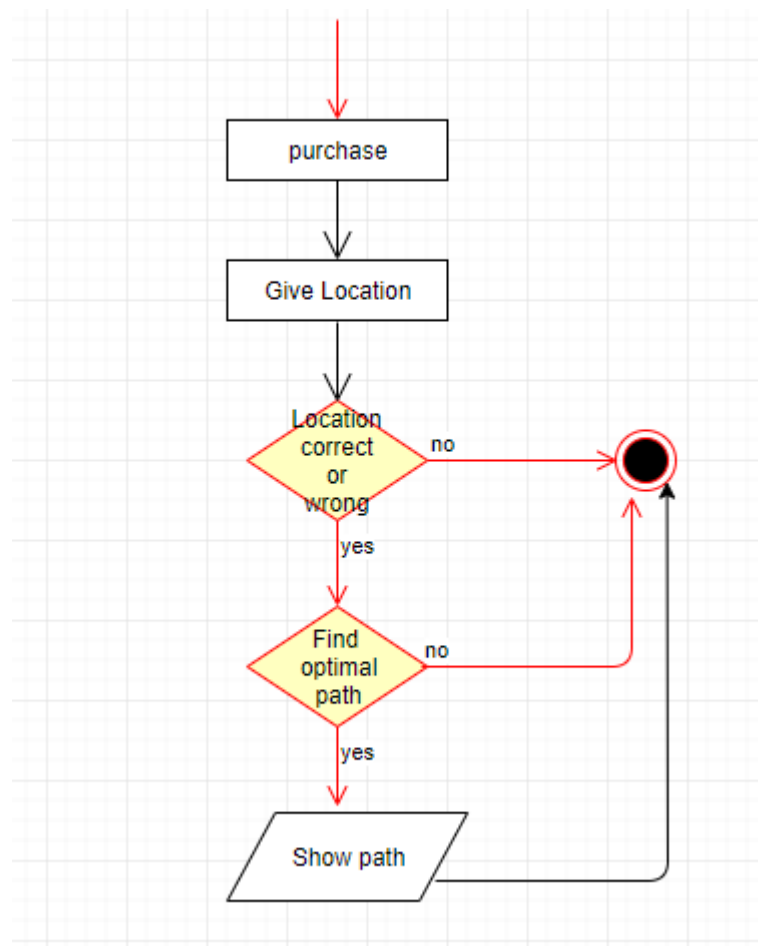 purchase
Give Location
Location
correct
or
wrong
no
yes
Find
optimal
path
no
yes
Show path